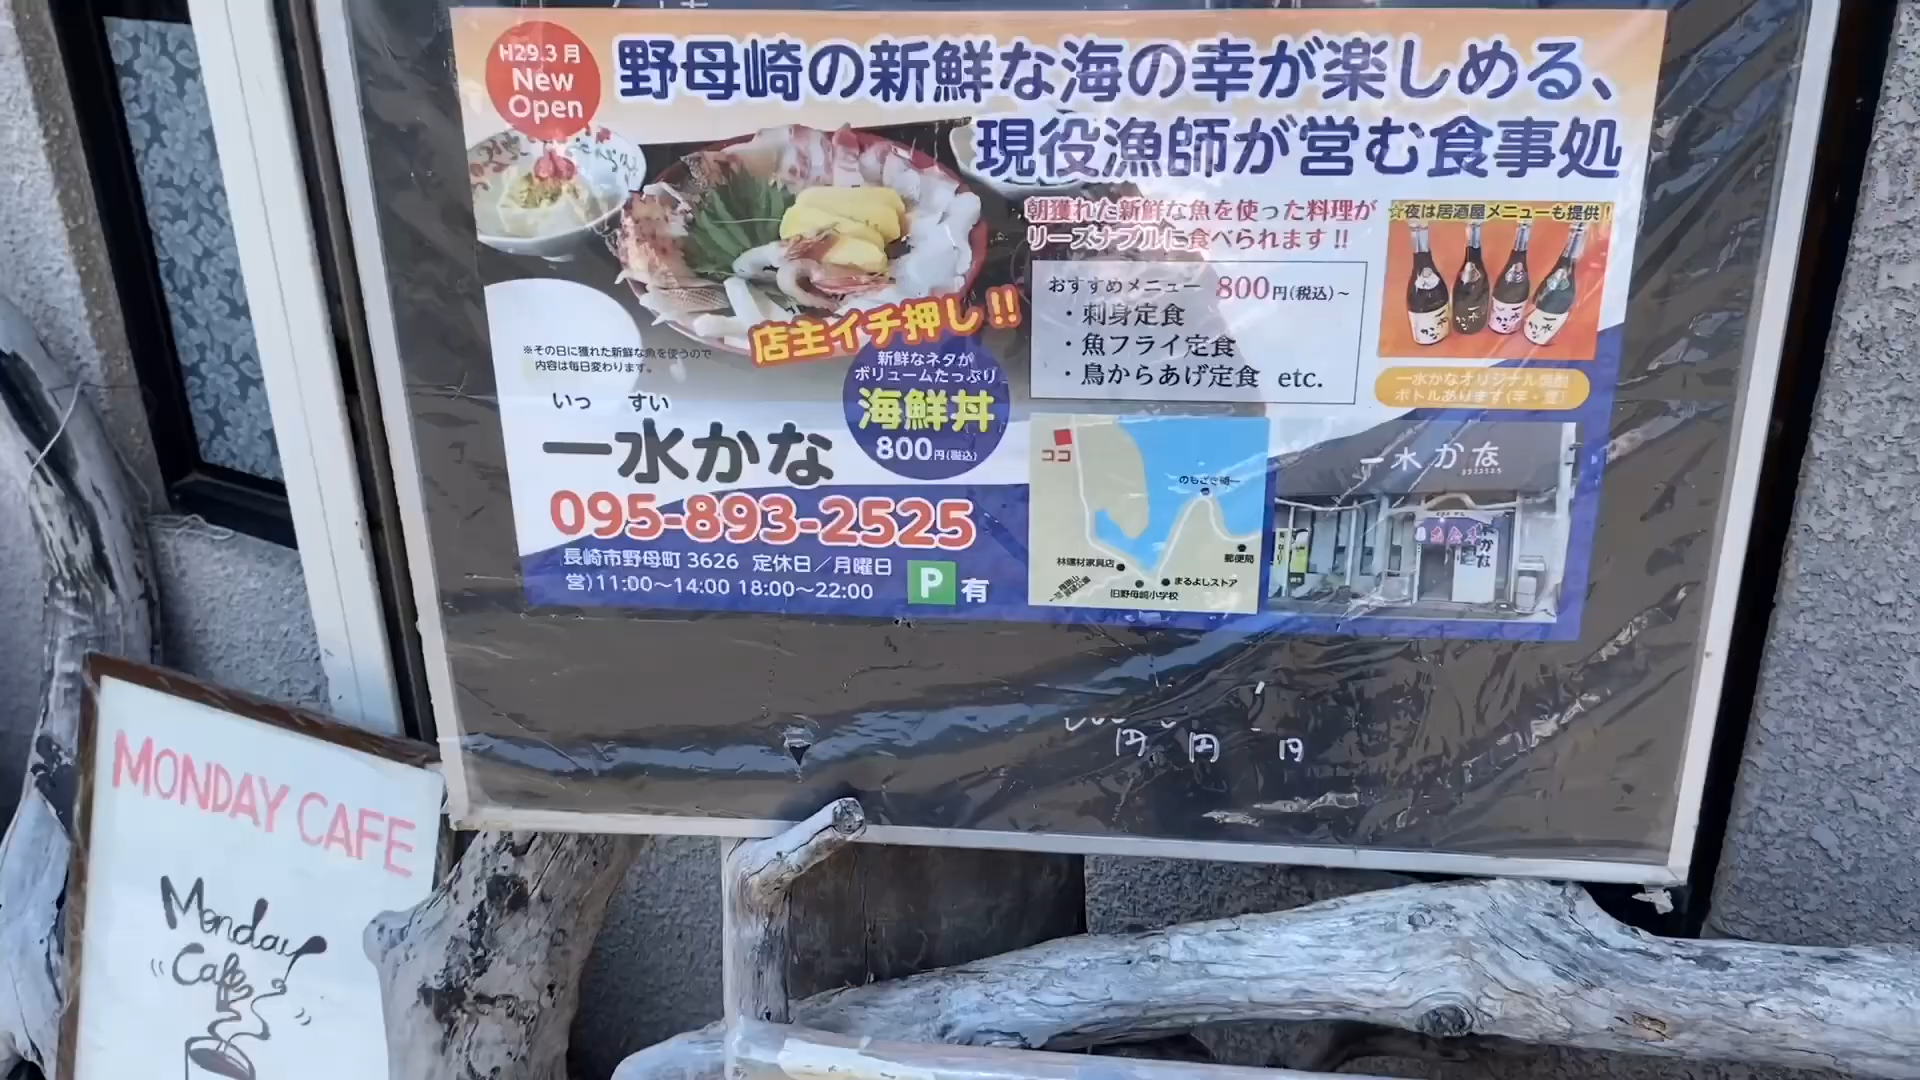 H29.3月
New
Open
野母崎の新鮮な海の幸が楽しめる、
現役漁師が営む食事処
朝獲れた新鮮な魚を使った料理が
リーズナブルに食べられます!!
☆夜は居酒屋メニューも提供!
おすすめメニュー 800円(税込)~
・刺身定食
・魚フライ定食
・鳥からあげ定食 etc.
一水かなオリジナル焼酎
ボトルあります(芋・麦)
店主イチ押し!!
新鮮なネタが
ボリュームたっぷり
海鮮丼
800円(税込)
※その日に獲れた新鮮な魚を使うので
内容は毎日変わります。
いっ すい
一水かな
095-893-2525
長崎市野母町 3626 定休日/月曜日
営)11:00~14:00 18:00~22:00
P 有
ココ
郵便局
林建材家具店
まるよしストア
旧野母崎小学校
一水かな
円 円 円
MONDAY CAFE
Monday
Cafe